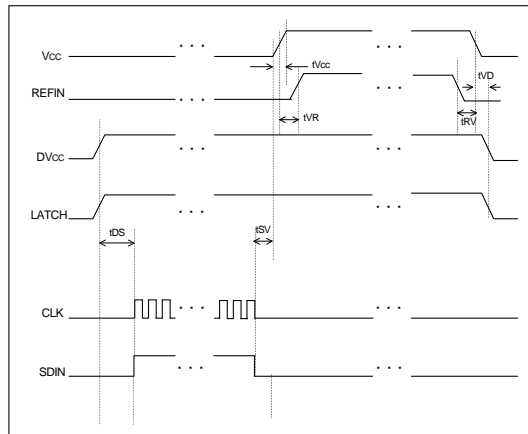 Vcc
tVcc
tVD
REFIN
tVR
tRV
DVcc
LATCH
tDS
tSV
CLK
SDIN